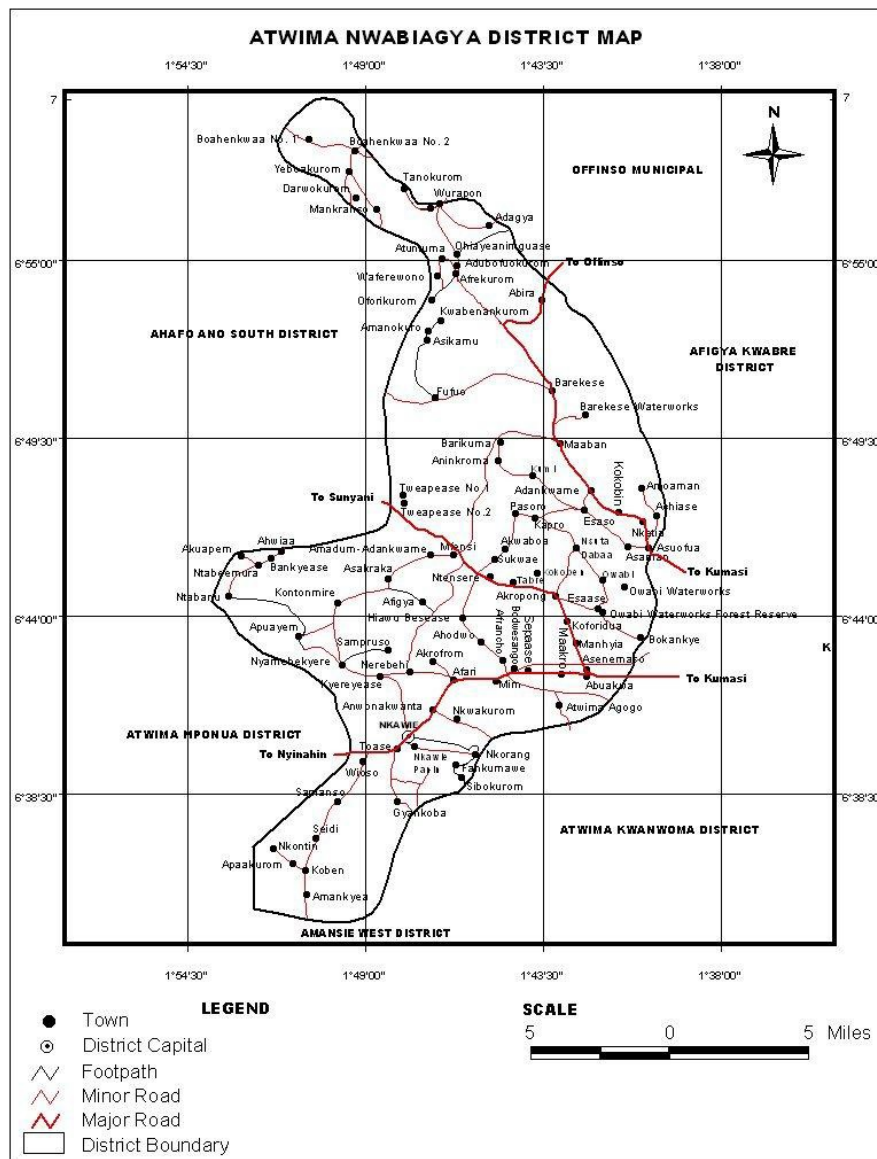 ATWIMA NWABIAGYA DISTRICT MAP
1°54'30"
1°49'00"
1°43'30"
1°38'00"
7
7
N
Boahenkwaa No. 1
Boahenkwaa No. 2
OFFINSO MUNICIPAL
Yeboakurom
Tanokurom
Darwokurom
Wurapon
Mankranso
Adagya
Ohiayeanimguase
Atuntuma
6°55'00"
Adubofuokurom
To Offinso
6°55'00"
Waferewono
Afrekurom
Oforikurom
Abira
Kwabenankurom
AHAFO ANO SOUTH DISTRICT
Amanokuro
Asikamu
AFIGYA KWABRE
DISTRICT
Fufuo
Barekese
Barekese Waterworks
6°49'30"
Barikuma
Maaban
6°49'30"
Aninkroma
Tweapease No.1
Adankwame
Kokobin
Amoaman
To Sunyani
Tweapease No.2
Pasoro
Achiase
Kapro
Esaso
Nkatia
Akwaboa
Nsuta
Asuofua
Akuapem
Ahwiaa
Amadum-Adankwame
Mfensi
Asaman
Bankyease
Sukwae
Ntabeemura
Asakraka
Ntensere
Kokoben
Owabi
To Kumasi
Tabre
Owabi Waterworks
Ntabanu
Kontonmire
Afigya
Akropong
Esaase
6°44'00"
Hiawu Besease
Owabi Waterworks Forest Reserve
6°44'00"
Apuayem
Koforidua
Ahodwo
Afrancho
Bodwesango
Sepaase
Maakro
Manhyia
Bokankye
Sampruso
K
Nyamebekyere
Nerebehi
Akrofrom
Asenemaso
Kyereyease
Afari
Mim
Abuakwa
To Kumasi
Anwonakwanta
Nkwakurom
Atwima Agogo
ATWIMA MPONUA DISTRICT
NKAWIE
To Nyinahin
Toase
Nkawie
Nkorang
Wioso
Fankumawe
6°38'30"
Samanso
Sibokurom
6°38'30"
Gyankoba
ATWIMA KWANWOMA DISTRICT
Seidi
Nkontin
Apaakurom
Koben
Amankyea
AMANSIE WEST DISTRICT
1°54'30"
1°49'00"
1°43'30"
1°38'00"
LEGEND
SCALE
Town
5
0
5 Miles
District Capital
Footpath
Minor Road
Major Road
District Boundary